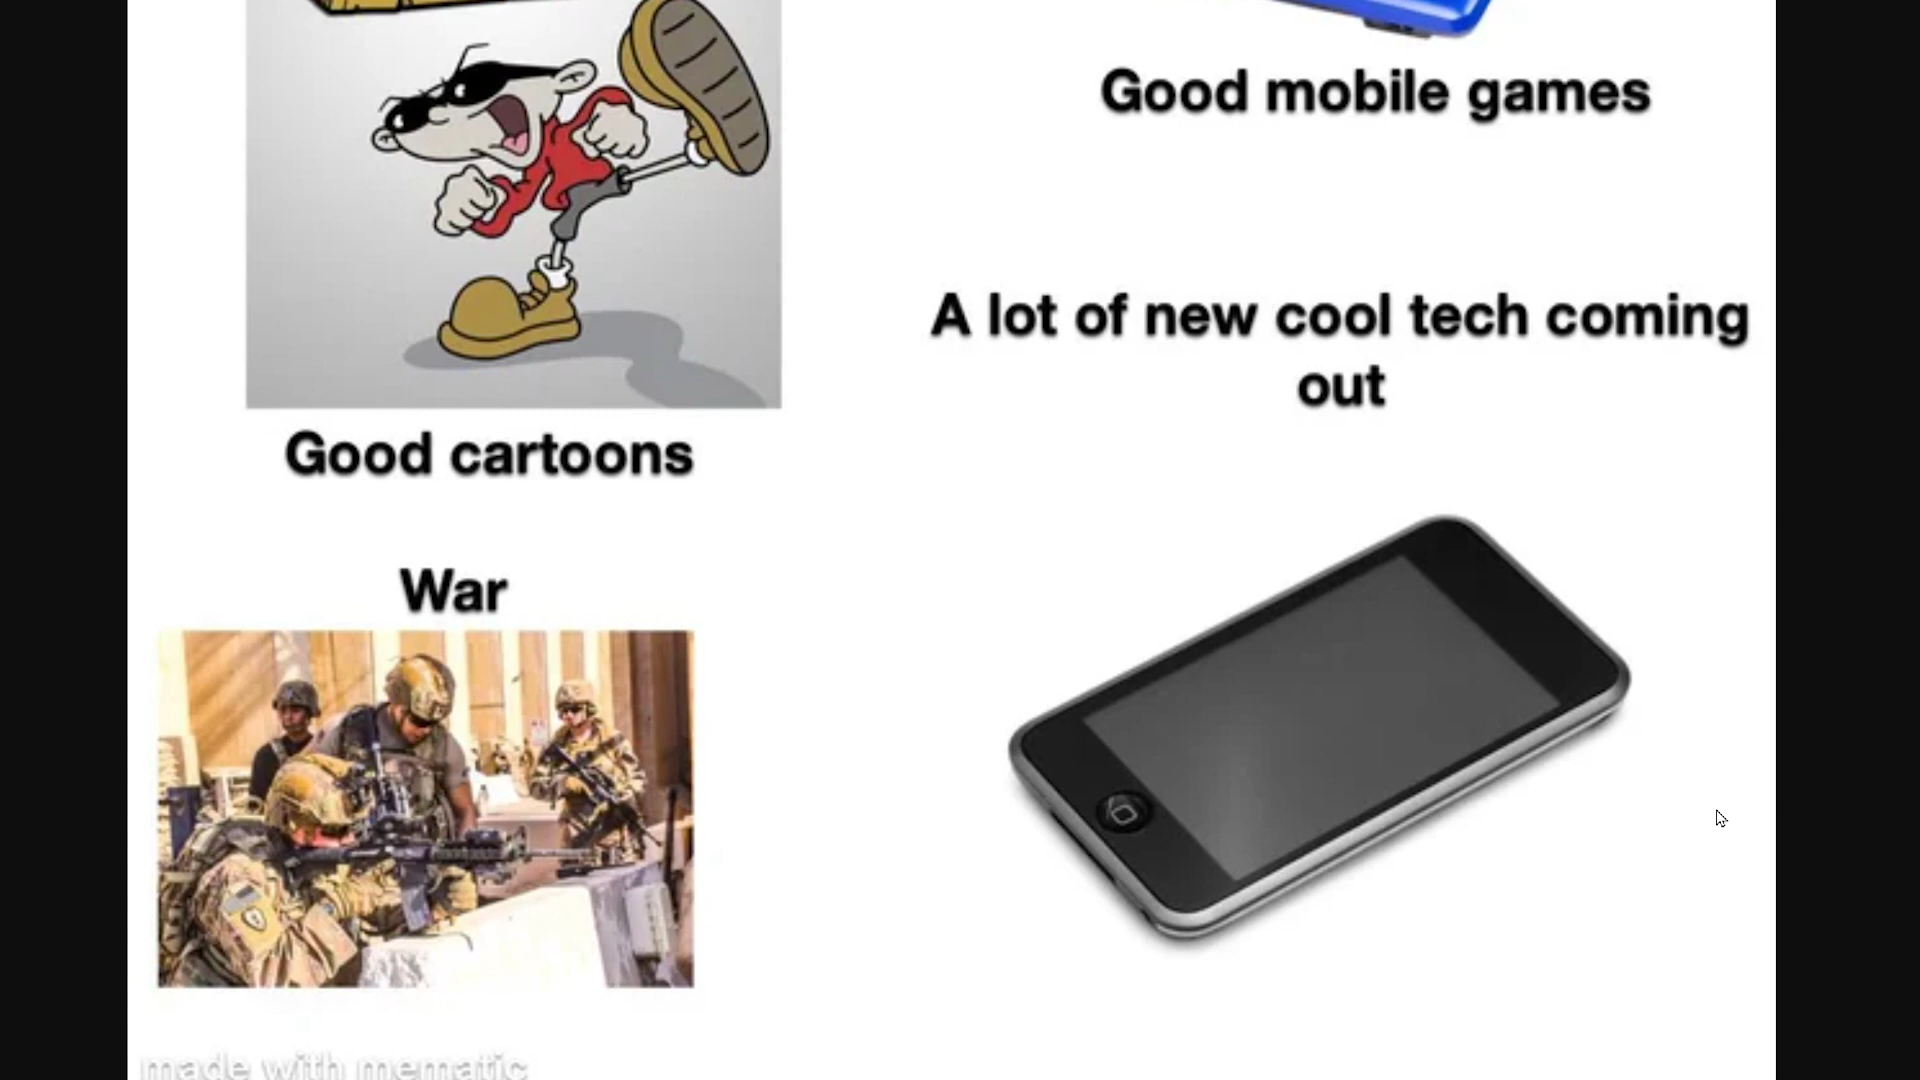 Good mobile games
A lot of new cool tech coming
out
Good cartoons
War
made with mematic